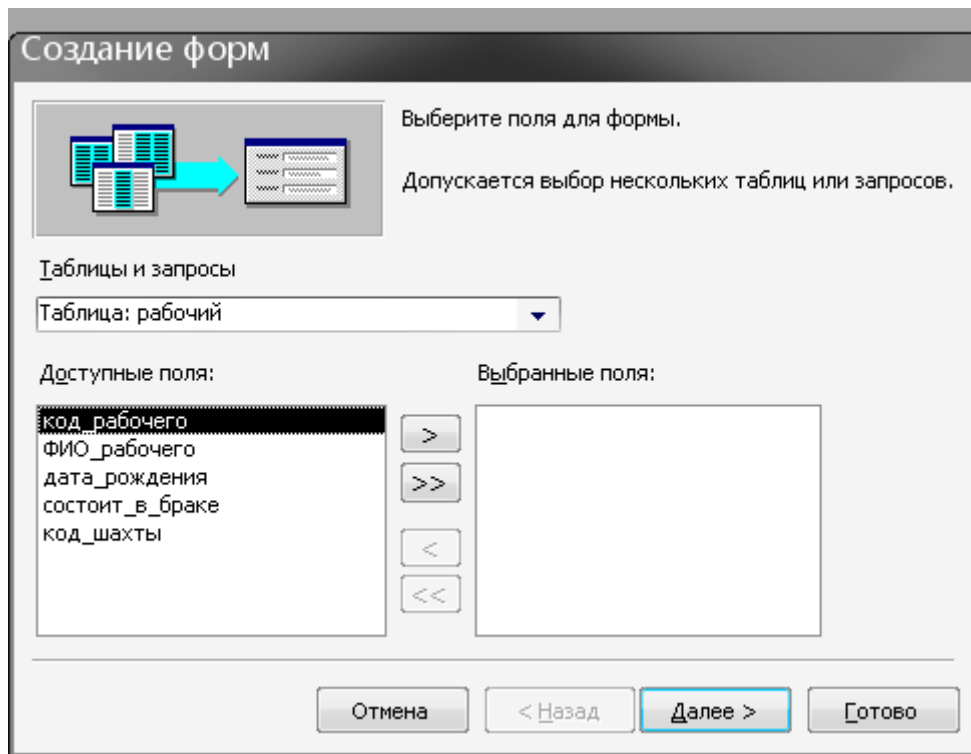 Создание форм
Выберите поля для формы.
Допускается выбор нескольких таблиц или запросов.
Таблицы и запросы
Таблица: рабочий
Доступные поля:
Выбранные поля:
код_рабочего
ФИО_рабочего
дата_рождения
состоит_в_браке
код_шахты
>
>>
<
<<
Отмена
< Назад
Далее >
Готово